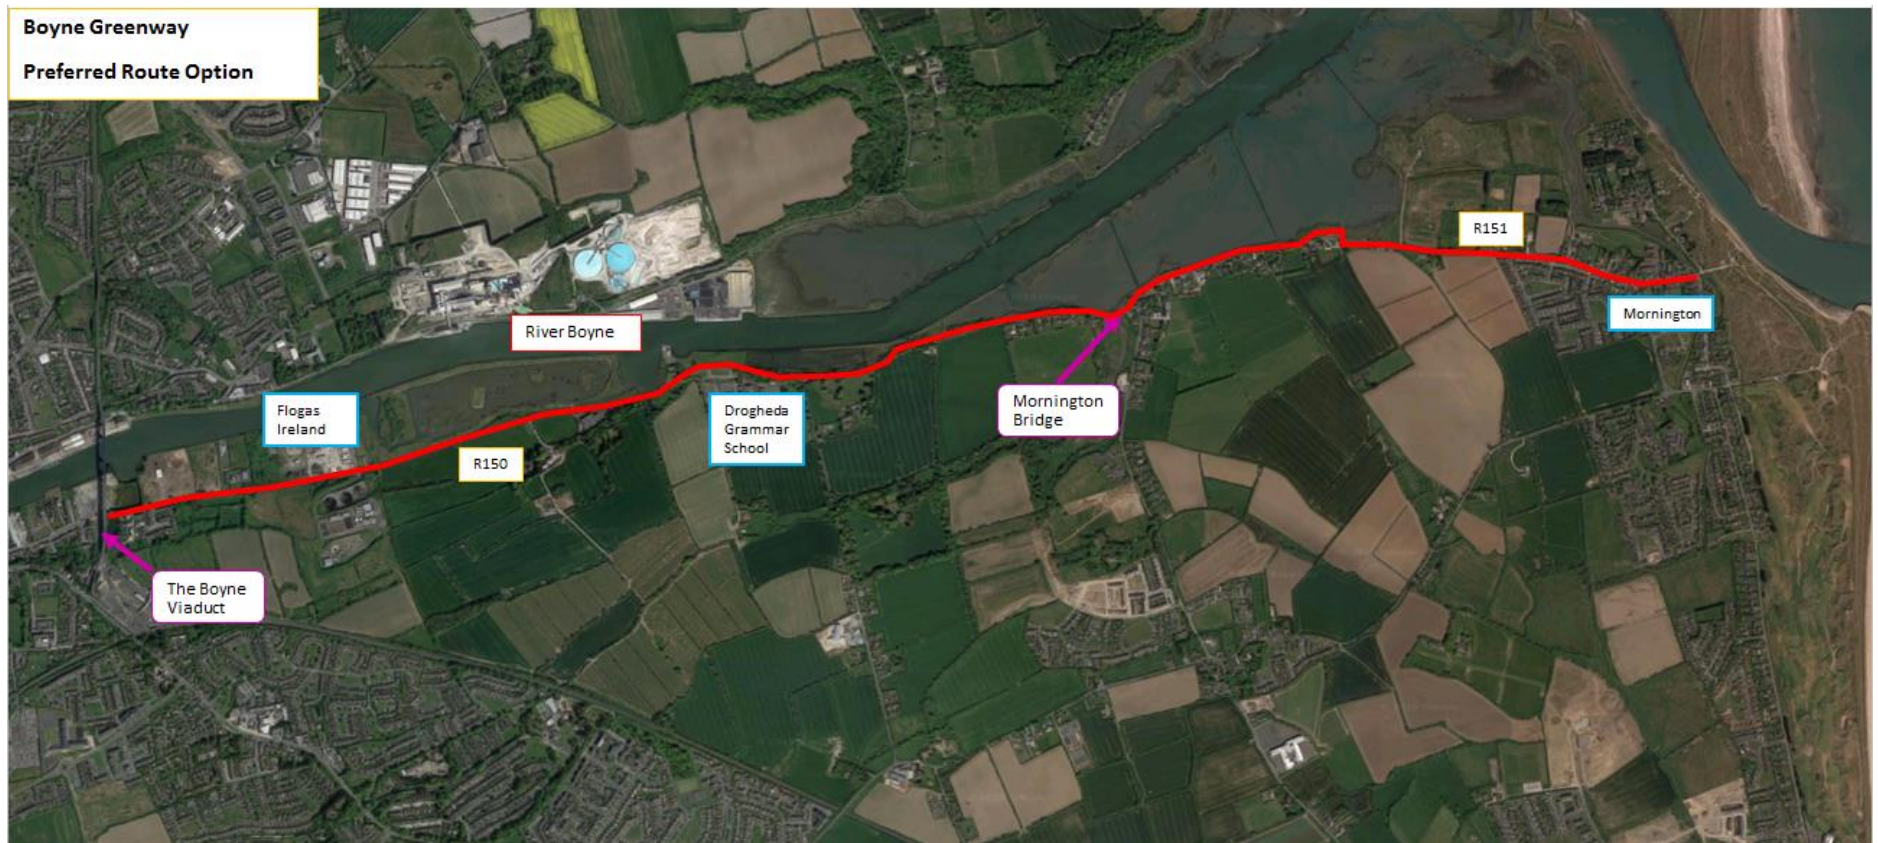 Boyne Greenway
Preferred Route Option
R151
Mornington
River Boyne
Flogas
Ireland
Drogheda
Grammar
School
Mornington
Bridge
R150
The Boyne
Viaduct